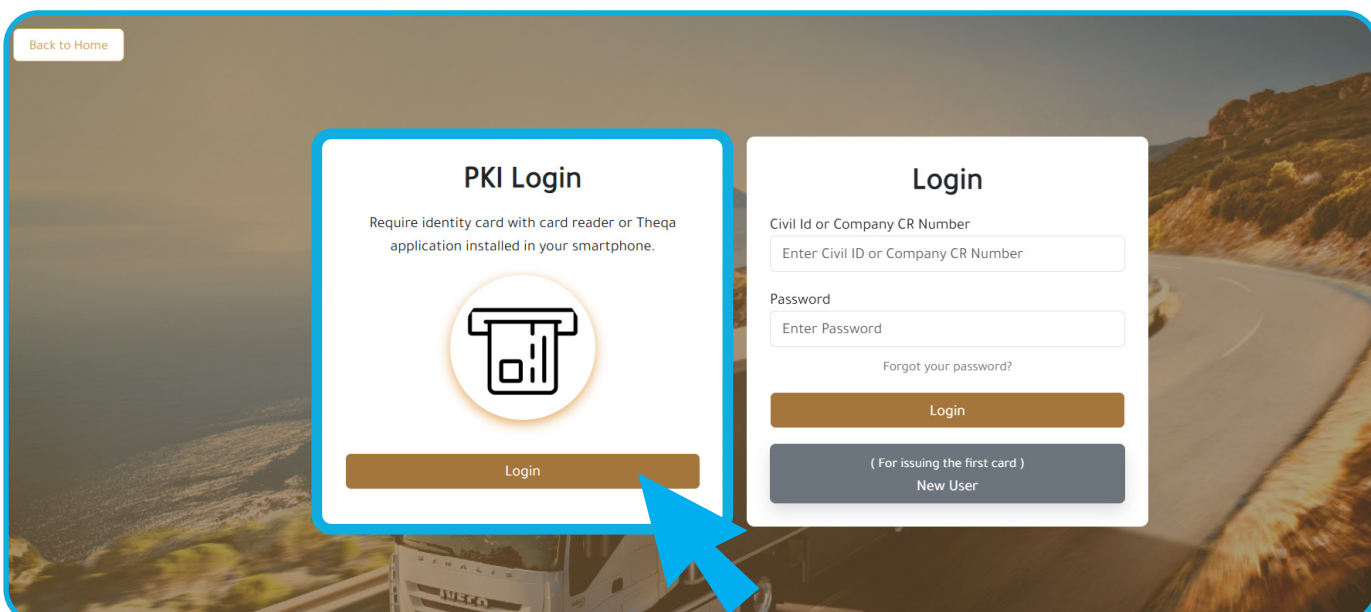 Back to Home
PKI Login
Require identity card with card reader or Theqa
application installed in your smartphone.
Login
Login
Civil Id or Company CR Number
Enter Civil ID or Company CR Number
Password
Enter Password
Forgot your password?
Login
( For issuing the first card )
New User
STRALIS
IVECO